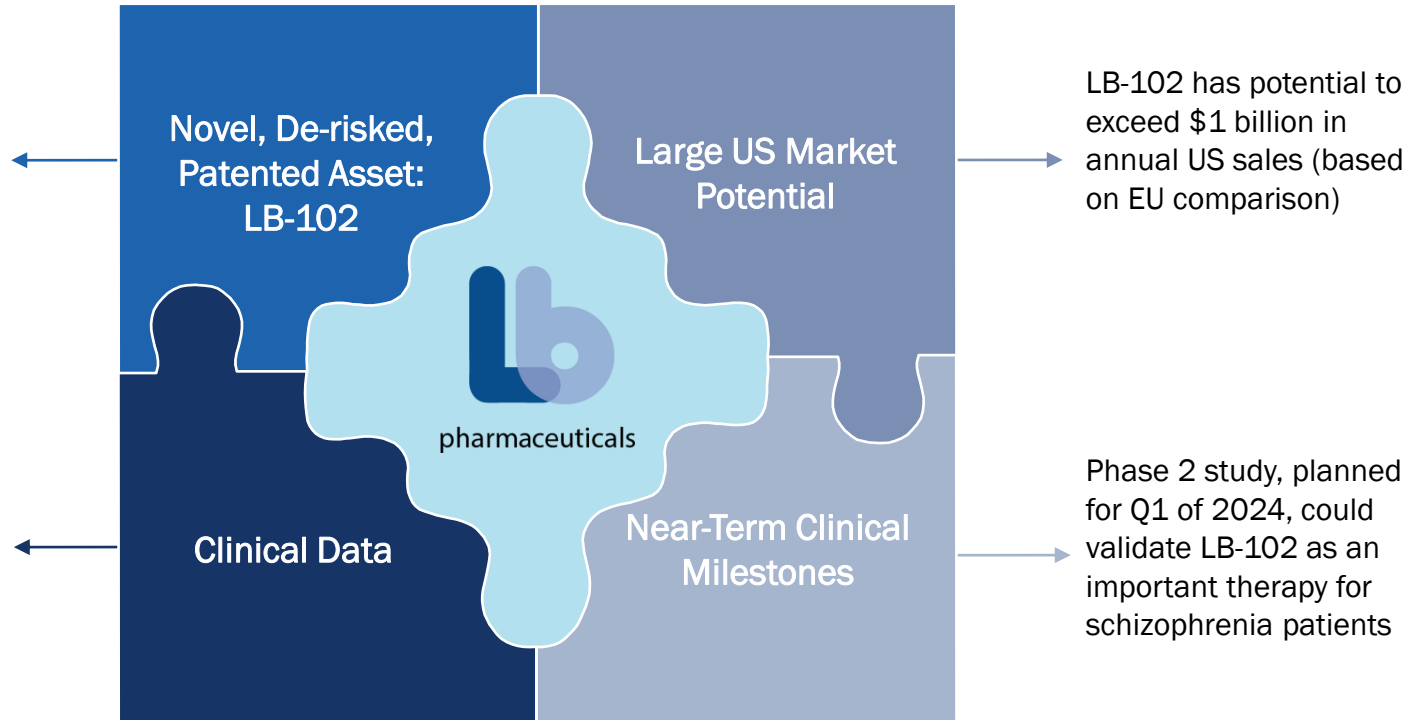 Novel, De-risked,
Patented Asset:
LB-102
Large US Market
Potential
LB-102 has potential to
exceed $1 billion in
annual US sales (based
on EU comparison)
Lb
pharmaceuticals
Clinical Data
Near-Term Clinical
Milestones
Phase 2 study, planned
for Q1 of 2024, could
validate LB-102 as an
important therapy for
schizophrenia patients